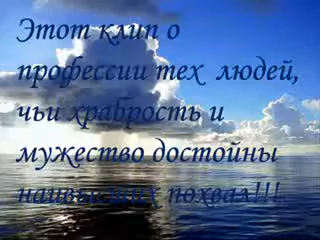 Этот клип о
профессии тех людей,
чьи храбрость и
мужество достойны
наивысших похвал!!!